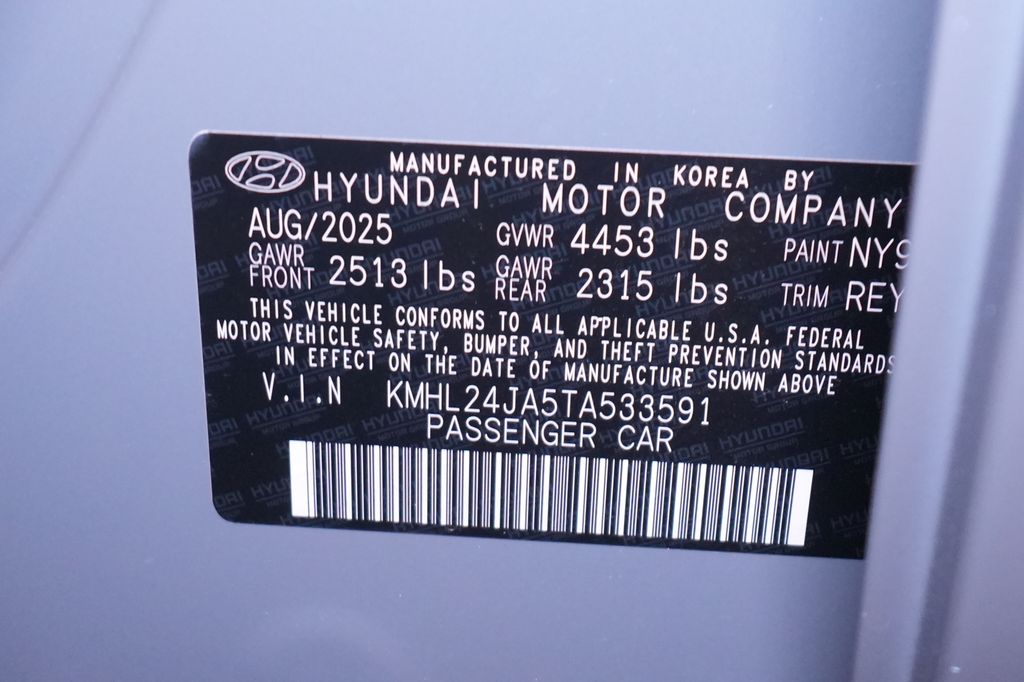 MANUFACTURED IN KOREA BY
HYUNDAI MOTOR COMPANY
AUG/2025 GVWR 4453 lbs PAINT NY9
GAWR FRONT 2513 lbs GAWR REAR 2315 lbs TRIM REY
THIS VEHICLE CONFORMS TO ALL APPLICABLE U.S.A. FEDERAL
MOTOR VEHICLE SAFETY, BUMPER, AND THEFT PREVENTION STANDARDS
IN EFFECT ON THE DATE OF MANUFACTURE SHOWN ABOVE
V.I.N KMHL24JA5TA533591
PASSENGER CAR